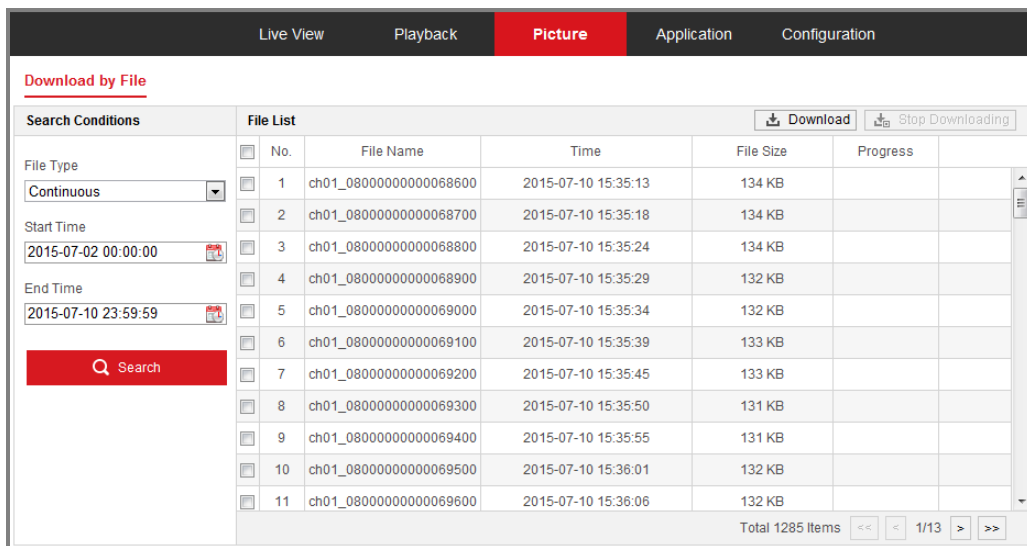 Live View Playback Picture Application Configuration
Download by File
Search Conditions
File Type
Continuous
Start Time
2015-07-02 00:00:00
End Time
2015-07-10 23:59:59
Search
File List Download Stop Downloading
No. File Name Time File Size Progress
1 ch01_08000000000068600 2015-07-10 15:35:13 134 KB
2 ch01_08000000000068700 2015-07-10 15:35:18 134 KB
3 ch01_08000000000068800 2015-07-10 15:35:24 134 KB
4 ch01_08000000000068900 2015-07-10 15:35:29 132 KB
5 ch01_08000000000069000 2015-07-10 15:35:34 132 KB
6 ch01_08000000000069100 2015-07-10 15:35:39 133 KB
7 ch01_08000000000069200 2015-07-10 15:35:45 133 KB
8 ch01_08000000000069300 2015-07-10 15:35:50 131 KB
9 ch01_08000000000069400 2015-07-10 15:35:55 131 KB
10 ch01_08000000000069500 2015-07-10 15:36:01 132 KB
11 ch01_08000000000069600 2015-07-10 15:36:06 132 KB
Total 1285 Items << < 1/13 > >>